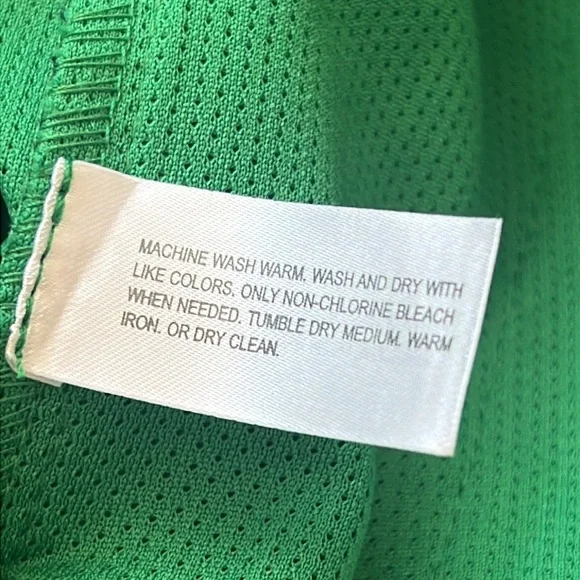 MACHINE WASH WARM. WASH AND DRY WITH
LIKE COLORS. ONLY NON-CHLORINE BLEACH
WHEN NEEDED. TUMBLE DRY MEDIUM. WARM
IRON. OR DRY CLEAN.